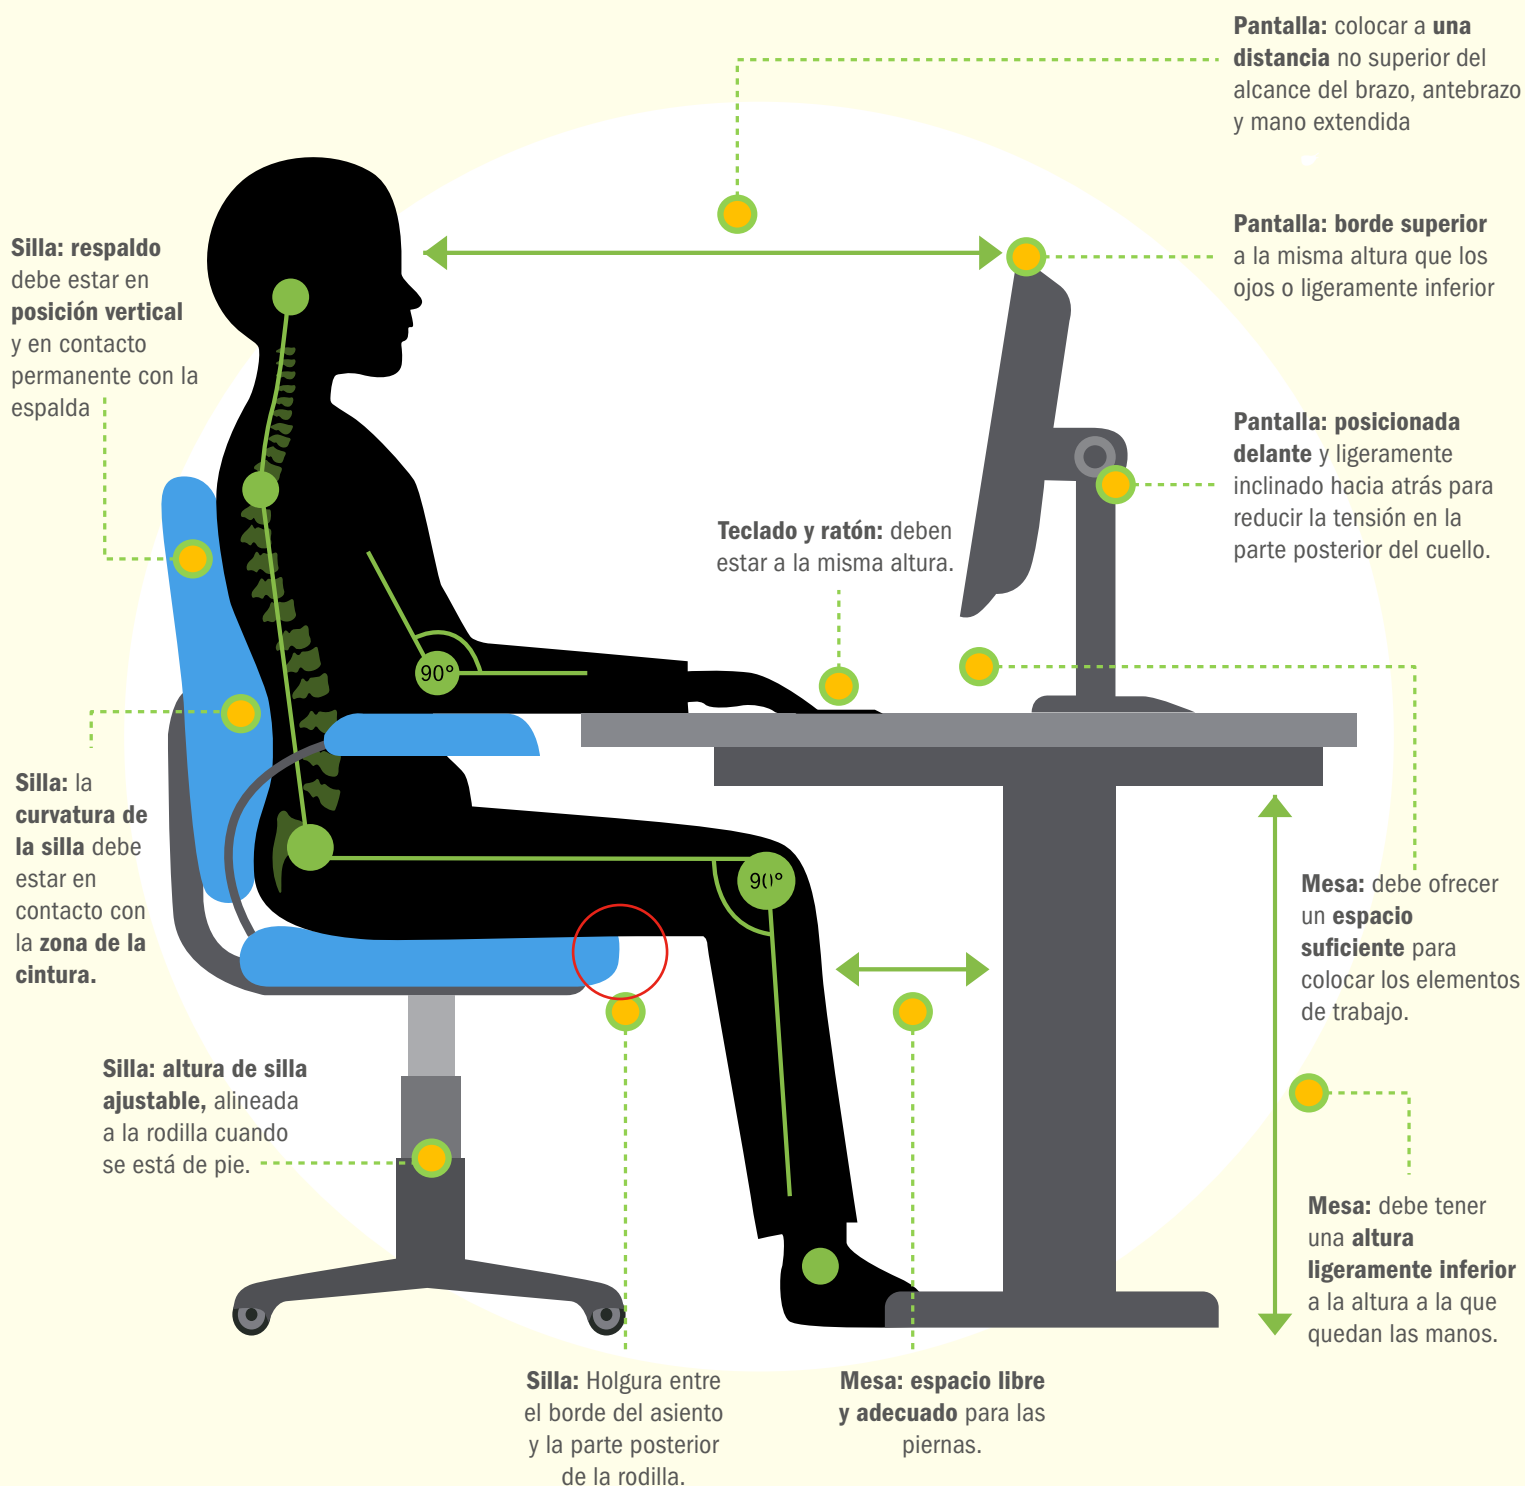 Pantalla: colocar a una
distancia no superior del
alcance del brazo, antebrazo
y mano extendida
Pantalla: borde superior
a la misma altura que los
ojos o ligeramente inferior
Silla: respaldo
debe estar en
posición vertical
y en contacto
permanente con la
espalda
Pantalla: posicionada
delante y ligeramente
inclinado hacia atrás para
reducir la tensión en la
parte posterior del cuello.
Teclado y ratón: deben
estar a la misma altura.
90°
Silla: la
curvatura de
la silla debe
estar en
contacto con
la zona de la
cintura.
90°
Mesa: debe ofrecer
un espacio
suficiente para
colocar los elementos
de trabajo.
Silla: altura de silla
ajustable, alineada
a la rodilla cuando
se está de pie.
Mesa: debe tener
una altura
ligeramente inferior
a la altura a la que
quedan las manos.
Silla: Holgura entre
el borde del asiento
y la parte posterior
de la rodilla.
Mesa: espacio libre
y adecuado para las
piernas.